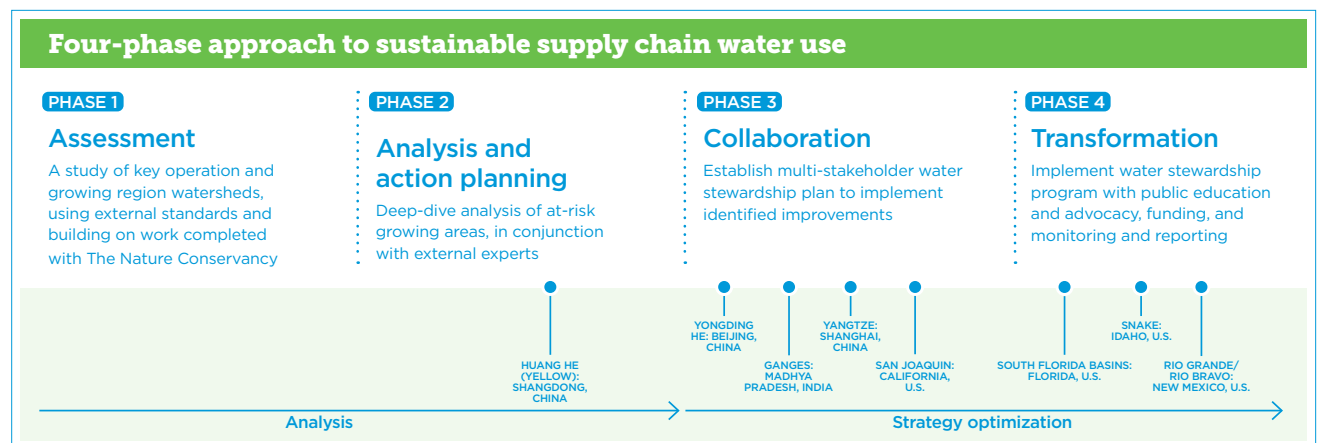 Four-phase approach to sustainable supply chain water use
PHASE 1
Assessment
A study of key operation and
growing region watersheds,
using external standards and
building on work completed
with The Nature Conservancy
PHASE 2
Analysis and
action planning
Deep-dive analysis of at-risk
growing areas, in conjunction
with external experts
PHASE 3
Collaboration
Establish multi-stakeholder water
stewardship plan to implement
identified improvements
PHASE 4
Transformation
Implement water stewardship
program with public education
and advocacy, funding, and
monitoring and reporting
HUANG HE
(YELLOW):
SHANGDONG,
CHINA
YONGDING
HE: BEIJING,
CHINA
GANGES:
MADHYA
PRADESH, INDIA
YANGTZE:
SHANGHAI,
CHINA
SAN JOAQUIN:
CALIFORNIA,
U.S.
SOUTH FLORIDA BASINS:
FLORIDA, U.S.
SNAKE:
IDAHO, U.S.
RIO GRANDE/
RIO BRAVO:
NEW MEXICO, U.S.
Analysis
Strategy optimization